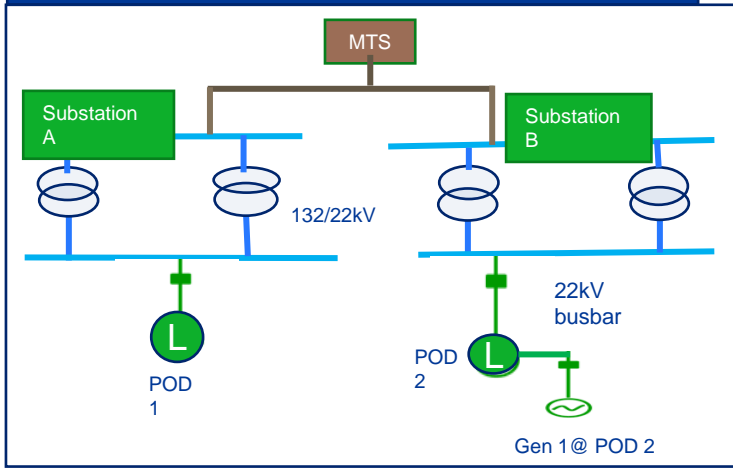 MTS
Substation
A
Substation
B
132/22kV
22kV
busbar
L
POD
1
POD
2
L
Gen 1@ POD 2